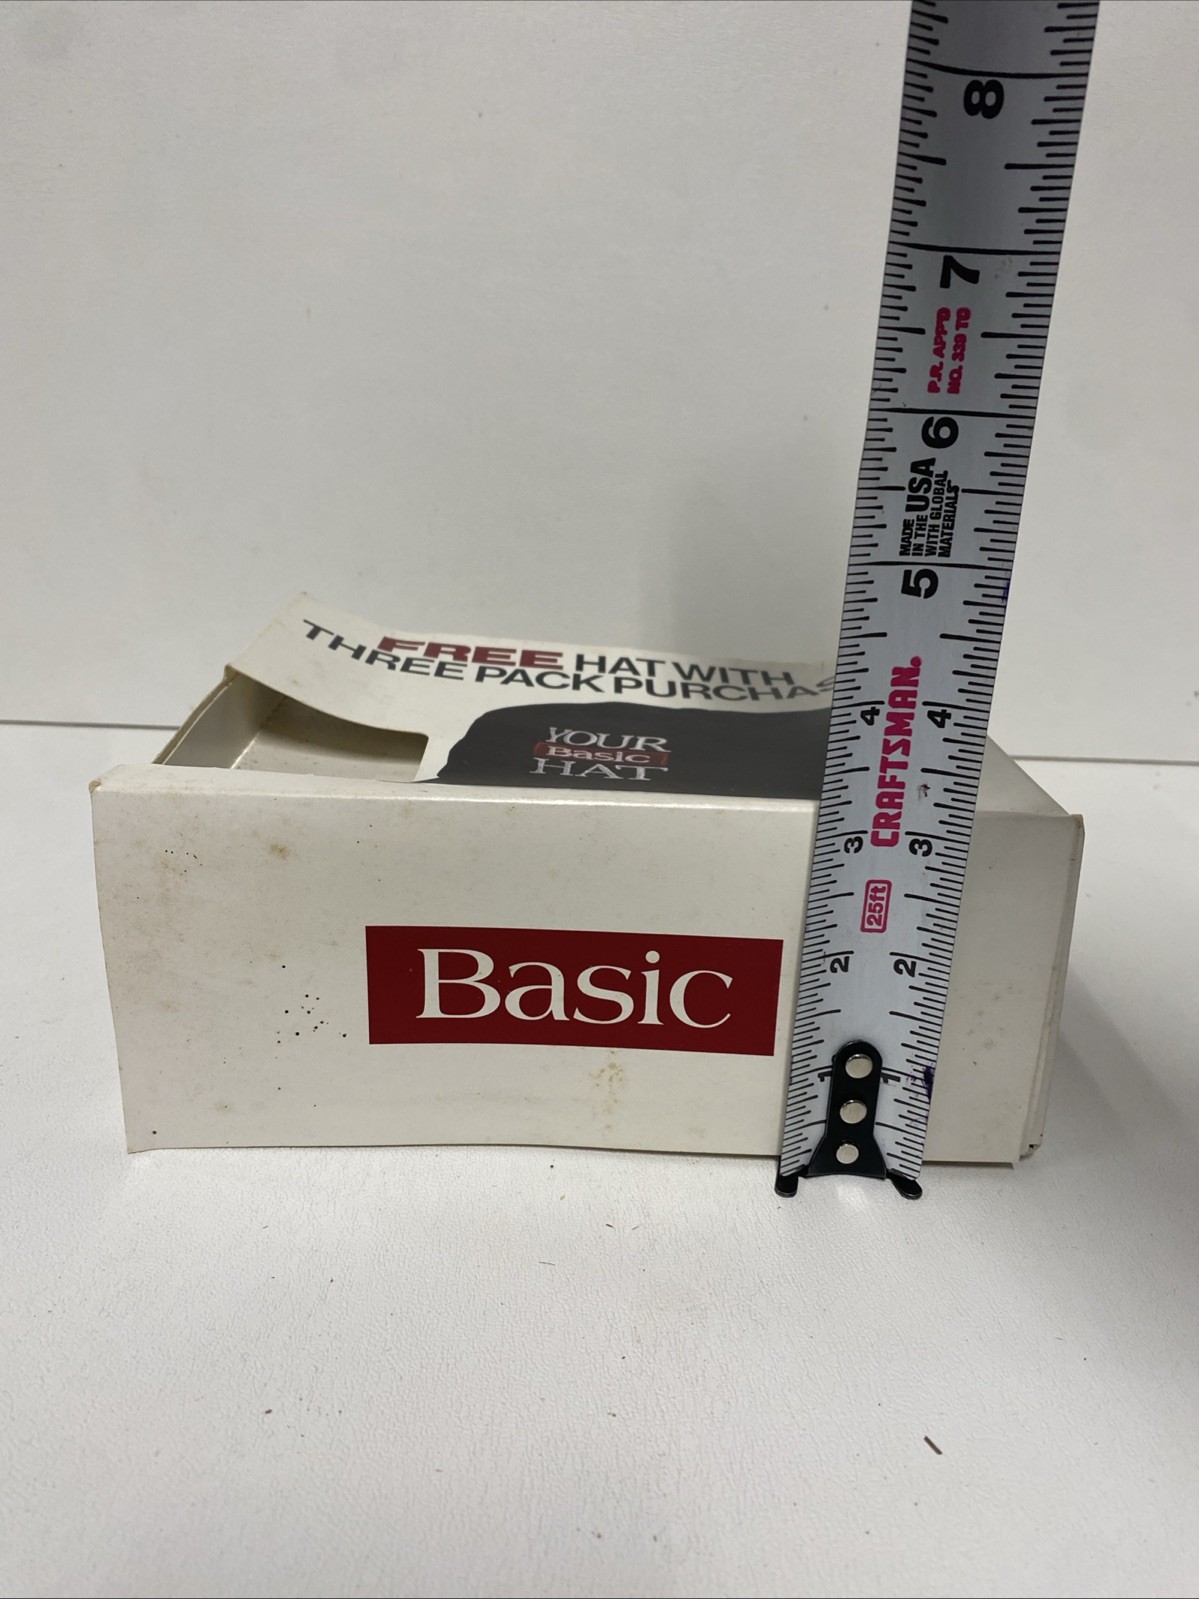 8
7
P.R. APP'D
NO. 339 TO
6
MADE
IN THE USA
WITH GLOBAL
MATERIALS
5
CRAFTSMAN®
4 4
3 3
25ft
2 2
1 1
FREE HAT WITH
THREE PACK PURCHAS
YOUR
Basic
HAT
Basic